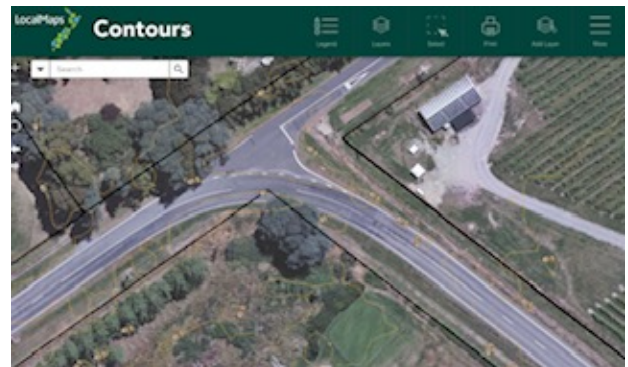 LocalMaps
Contours
Legend
Layers
Select
Print
Add Layer
More
Search